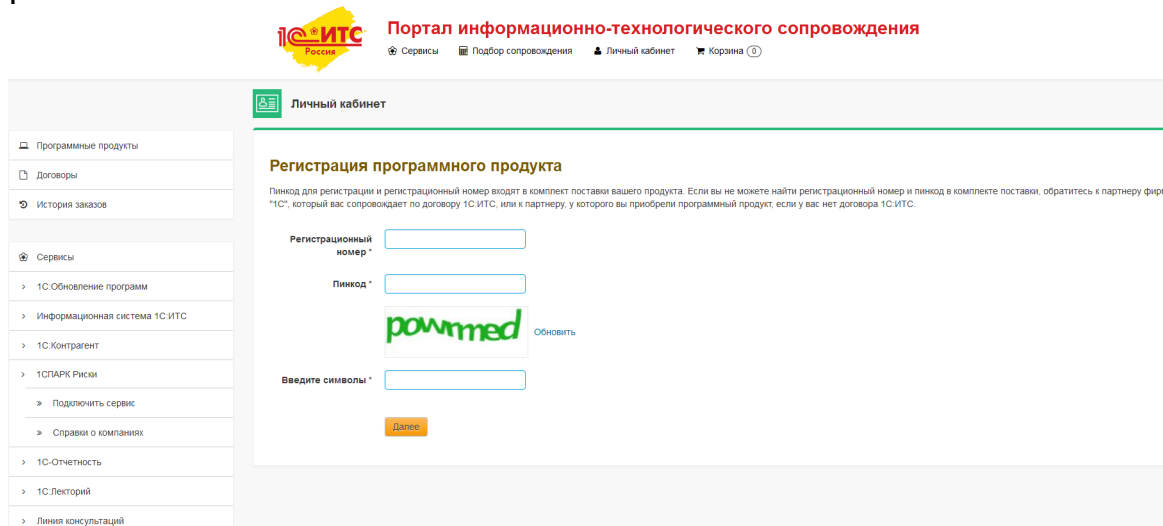 1С ИТС
Россия
Портал информационно-технологического сопровождения
Сервисы Подбор сопровождения Личный кабинет Корзина 0
Личный кабинет
Программные продукты
Договоры
История заказов
Сервисы
1С:Обновление программ
Информационная система 1С:ИТС
1С:Контрагент
1СПАРК Риски
Подключить сервис
Справки о компаниях
1С-Отчетность
1С:Лекторий
Линия консультаций
Регистрация программного продукта
Пинкод для регистрации и регистрационный номер входят в комплект поставки вашего продукта. Если вы не можете найти регистрационный номер и пинкод в комплекте поставки, обратитесь к партнеру фир
"1С", который вас сопровождает по договору 1С:ИТС, или к партнеру, у которого вы приобрели программный продукт, если у вас нет договора 1С:ИТС.
Регистрационный
номер *
Пинкод *
Обновить
Введите символы *
Далее